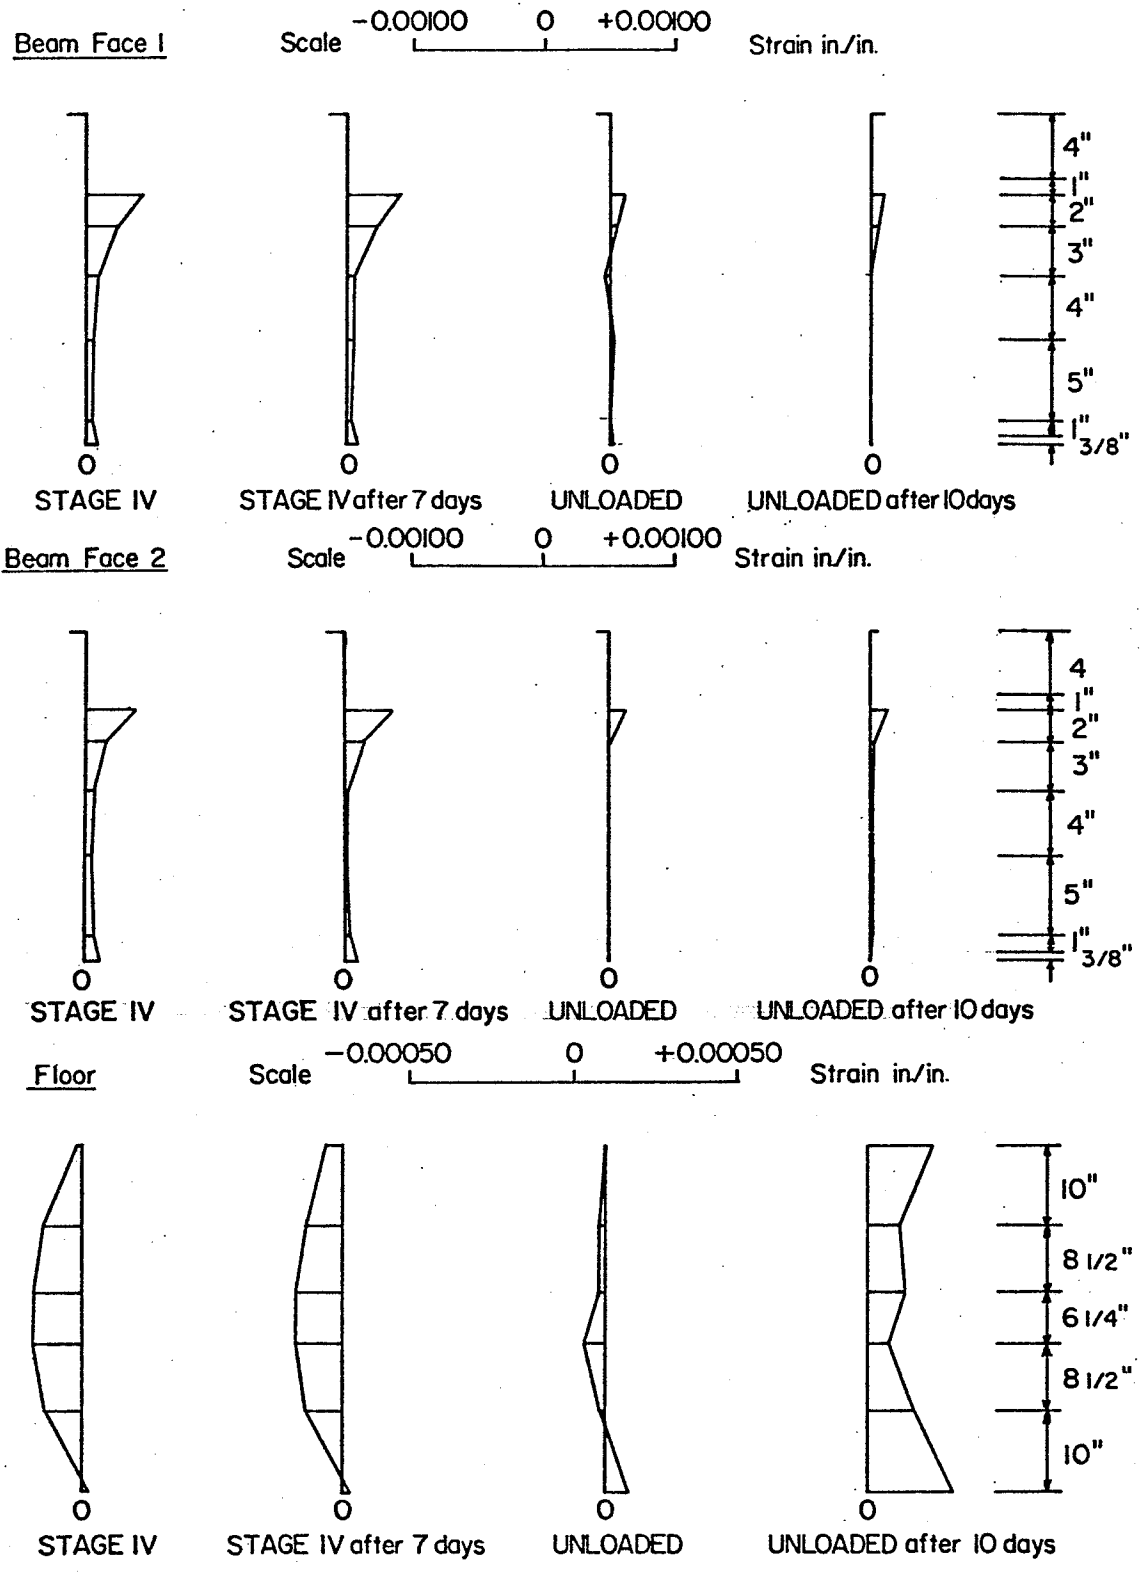 −0.00100 0 +0.00100
Beam Face 1 Scale Strain in./in.
4"
1"
2"
3"
4"
5"
1"
3/8"
0 0 0 0
STAGE IV STAGE IV after 7 days UNLOADED UNLOADED after 10 days
−0.00100 0 +0.00100
Beam Face 2 Scale Strain in./in.
4
1"
2"
3"
4"
5"
1"
3/8"
0 0 0 0
STAGE IV STAGE IV after 7 days UNLOADED UNLOADED after 10 days
−0.00050 0 +0.00050
Floor Scale Strain in./in.
10"
8 1/2"
6 1/4"
8 1/2"
10"
0 0 0 0
STAGE IV STAGE IV after 7 days UNLOADED UNLOADED after 10 days